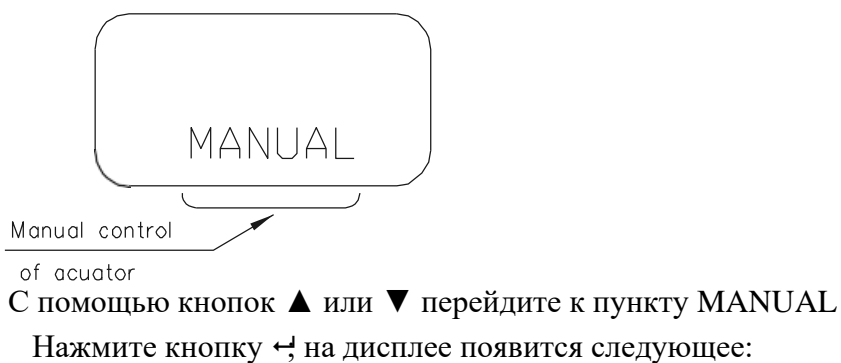 MANUAL
Manual control
of acuator
С помощью кнопок ▲ или ▼ перейдите к пункту MANUAL
Нажмите кнопку ↵, на дисплее появится следующее: